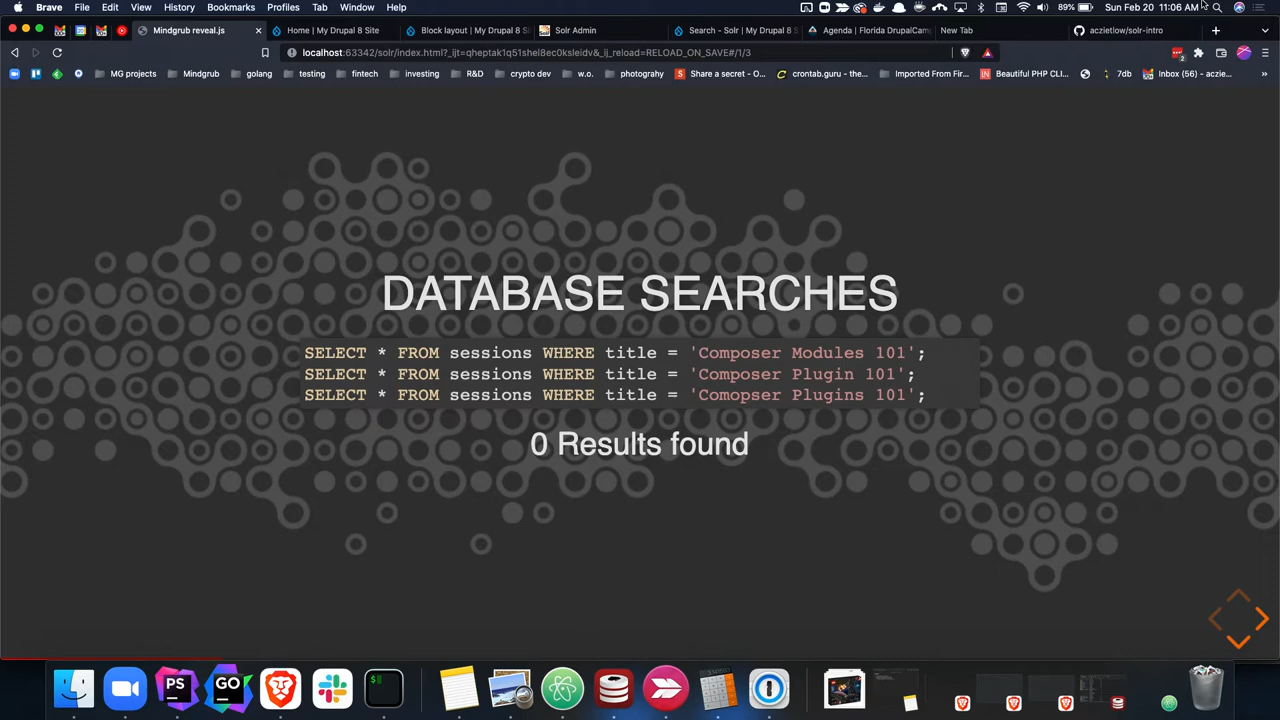 Brave File Edit View History Bookmarks Profiles Tab Window Help 89% Sun Feb 20 11:06 AM
Mindgrub reveal.js Home | My Drupal 8 Site Block layout | My Drupal 8 Si Solr Admin Search - Solr | My Drupal 8 Si Agenda | Florida DrupalCamp New Tab aczietlow/solr-intro
localhost:63342/solr/index.html?_ijt=qheptak1q51shel8ec0ksleidv&_ij_reload=RELOAD_ON_SAVE#/1/3
MG projects Mindgrub golang testing fintech investing R&D crypto dev w.o. photograhy Share a secret - O... crontab.guru - the... Imported From Fir... Beautiful PHP CLI... 7db Inbox (56) - aczie...
DATABASE SEARCHES
SELECT * FROM sessions WHERE title = 'Composer Modules 101';
SELECT * FROM sessions WHERE title = 'Composer Plugin 101';
SELECT * FROM sessions WHERE title = 'Comopser Plugins 101';
0 Results found
PS GO